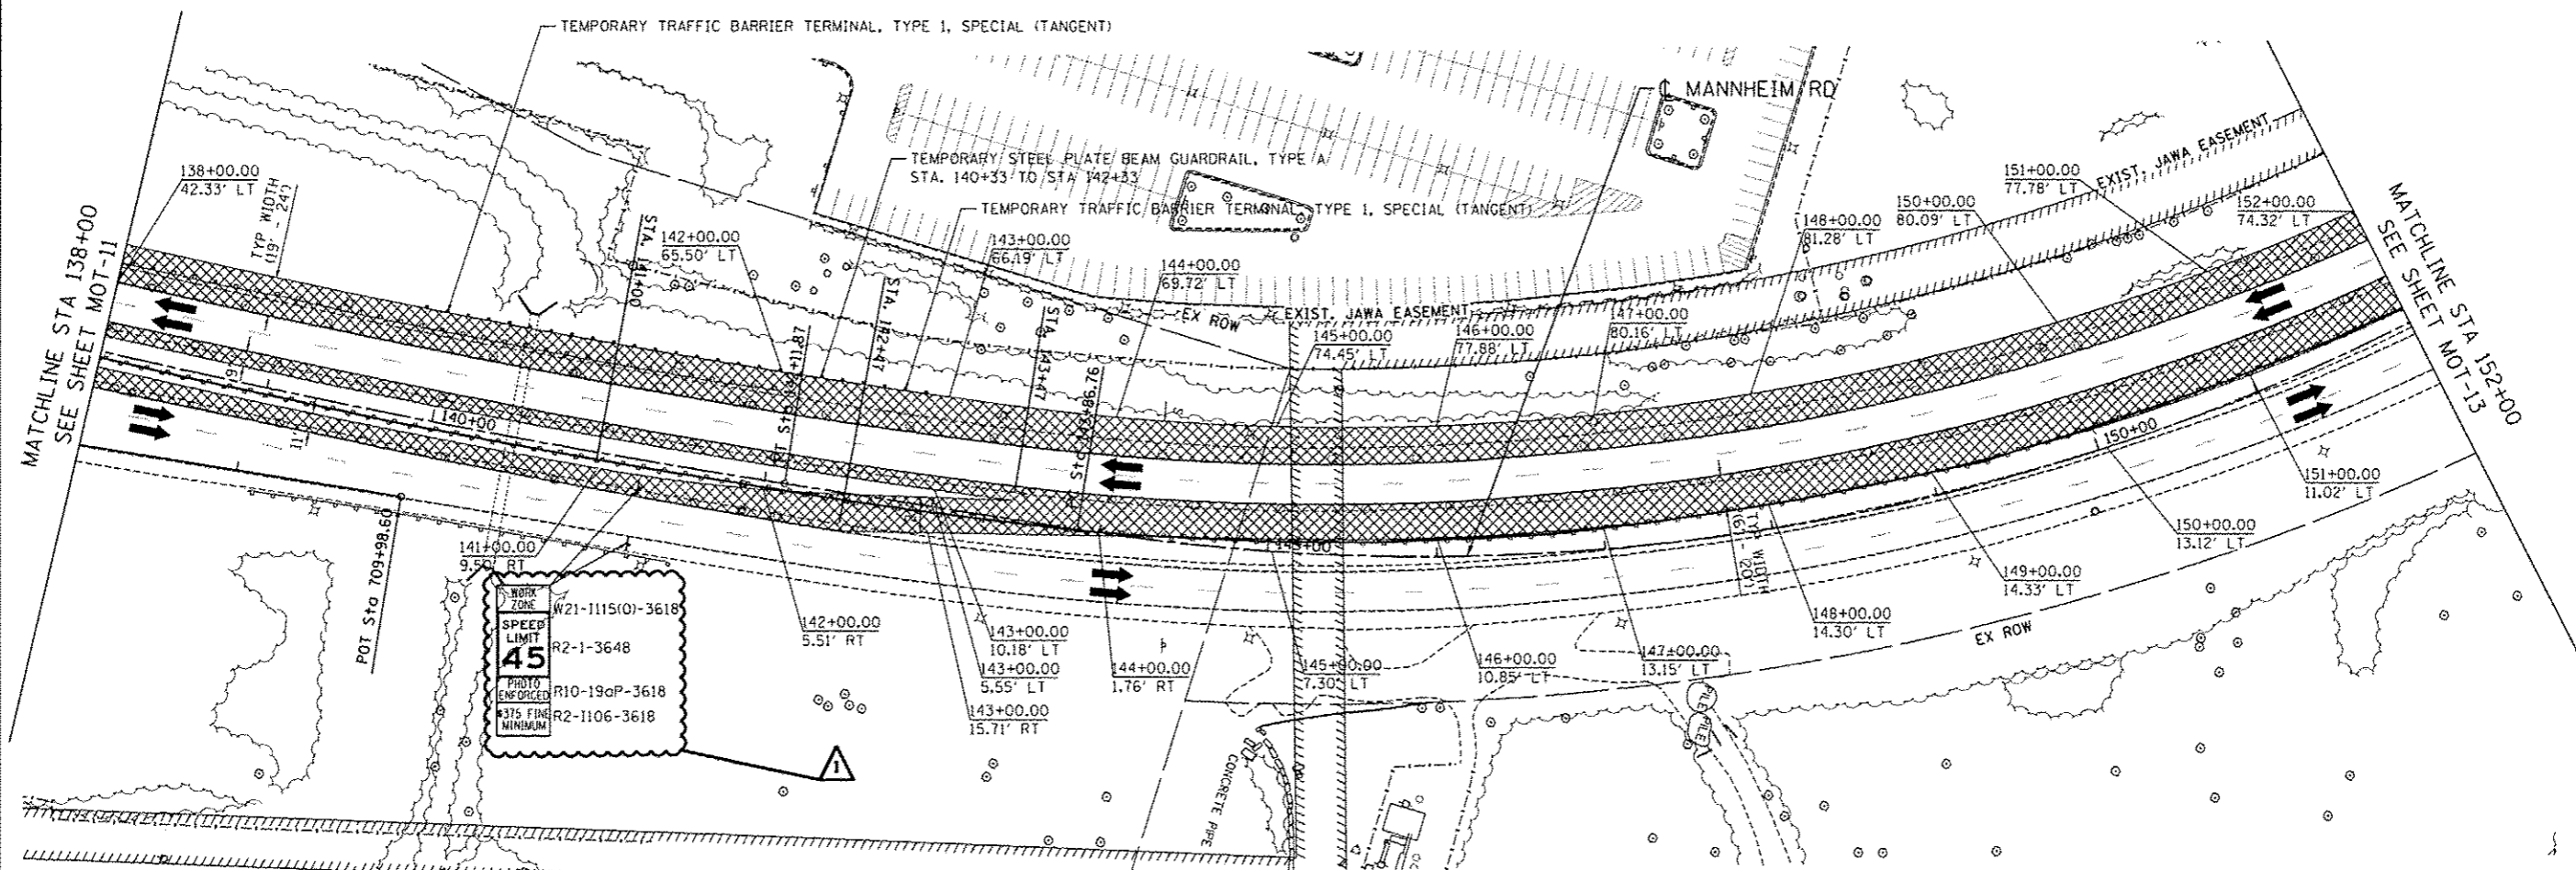 TEMPORARY TRAFFIC BARRIER TERMINAL, TYPE 1, SPECIAL (TANGENT)
℄ MANNHEIM RD
TEMPORARY STEEL PLATE BEAM GUARDRAIL, TYPE A
STA. 140+33 TO STA 142+33
TEMPORARY TRAFFIC BARRIER TERMINAL, TYPE 1, SPECIAL (TANGENT)
MATCHLINE STA 138+00
SEE SHEET MOT-11
138+00.00
42.33' LT
TYP WIDTH
(19' - 24')
STA. 141+00
142+00.00
65.50' LT
STA. 142+47
143+00.00
66.19' LT
STA. 143+47
144+00.00
69.72' LT
EX ROW
EXIST. JAWA EASEMENT
145+00.00
74.45' LT
146+00.00
77.88' LT
147+00.00
80.16' LT
148+00.00
81.28' LT
150+00.00
80.09' LT
151+00.00
77.78' LT
EXIST. JAWA EASEMENT
152+00.00
74.32' LT
MATCHLINE STA 152+00
SEE SHEET MOT-13
140+00
145+00
150+00
POT Sta 709+98.60
141+00.00
9.50' RT
WORK
ZONE
W21-I115(O)-3618
SPEED
LIMIT
45
R2-1-3648
PHOTO
ENFORCED
R10-19aP-3618
$375 FINE
MINIMUM
R2-I106-3618
1
142+00.00
5.51' RT
143+00.00
10.18' LT
143+00.00
5.55' LT
143+00.00
15.71' RT
144+00.00
1.76' RT
145+00.00
7.30' LT
146+00.00
10.85' LT
147+00.00
13.15' LT
TYP WIDTH
148+00.00
14.30' LT
149+00.00
14.33' LT
150+00.00
13.12' LT
151+00.00
11.02' LT
EX ROW
CONCRETE PIPE
PILE
PILE